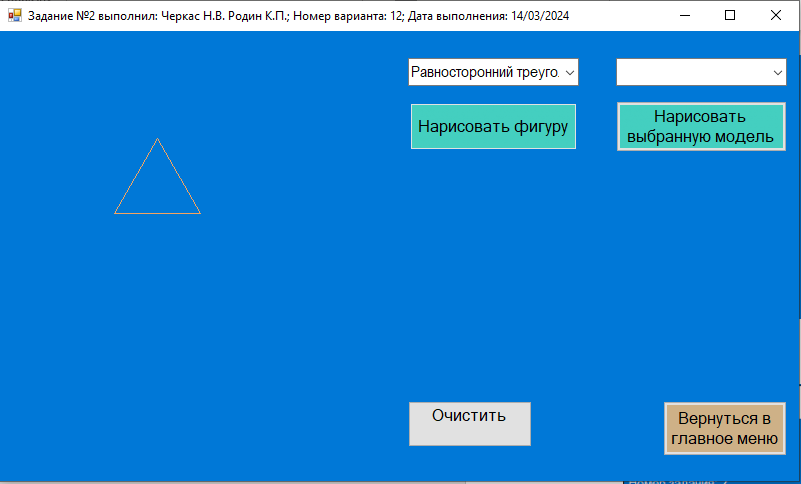 Задание №2 выполнил: Черкас Н.В. Родин К.П.; Номер варианта: 12; Дата выполнения: 14/03/2024
Равносторонний треуго.
Нарисовать фигуру
Нарисовать
выбранную модель
Очистить
Вернуться в
главное меню